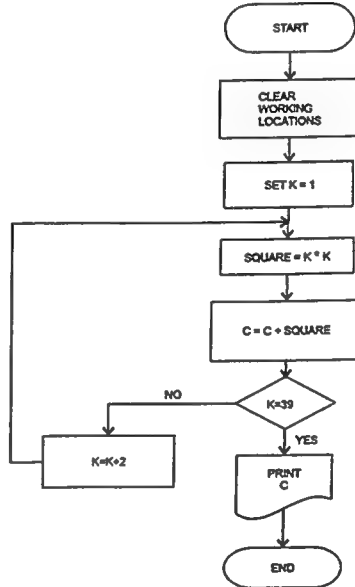 START
CLEAR
WORKING
LOCATIONS
SET K = 1
SQUARE = K * K
C = C + SQUARE
K=39
NO
YES
K=K+2
PRINT
C
END